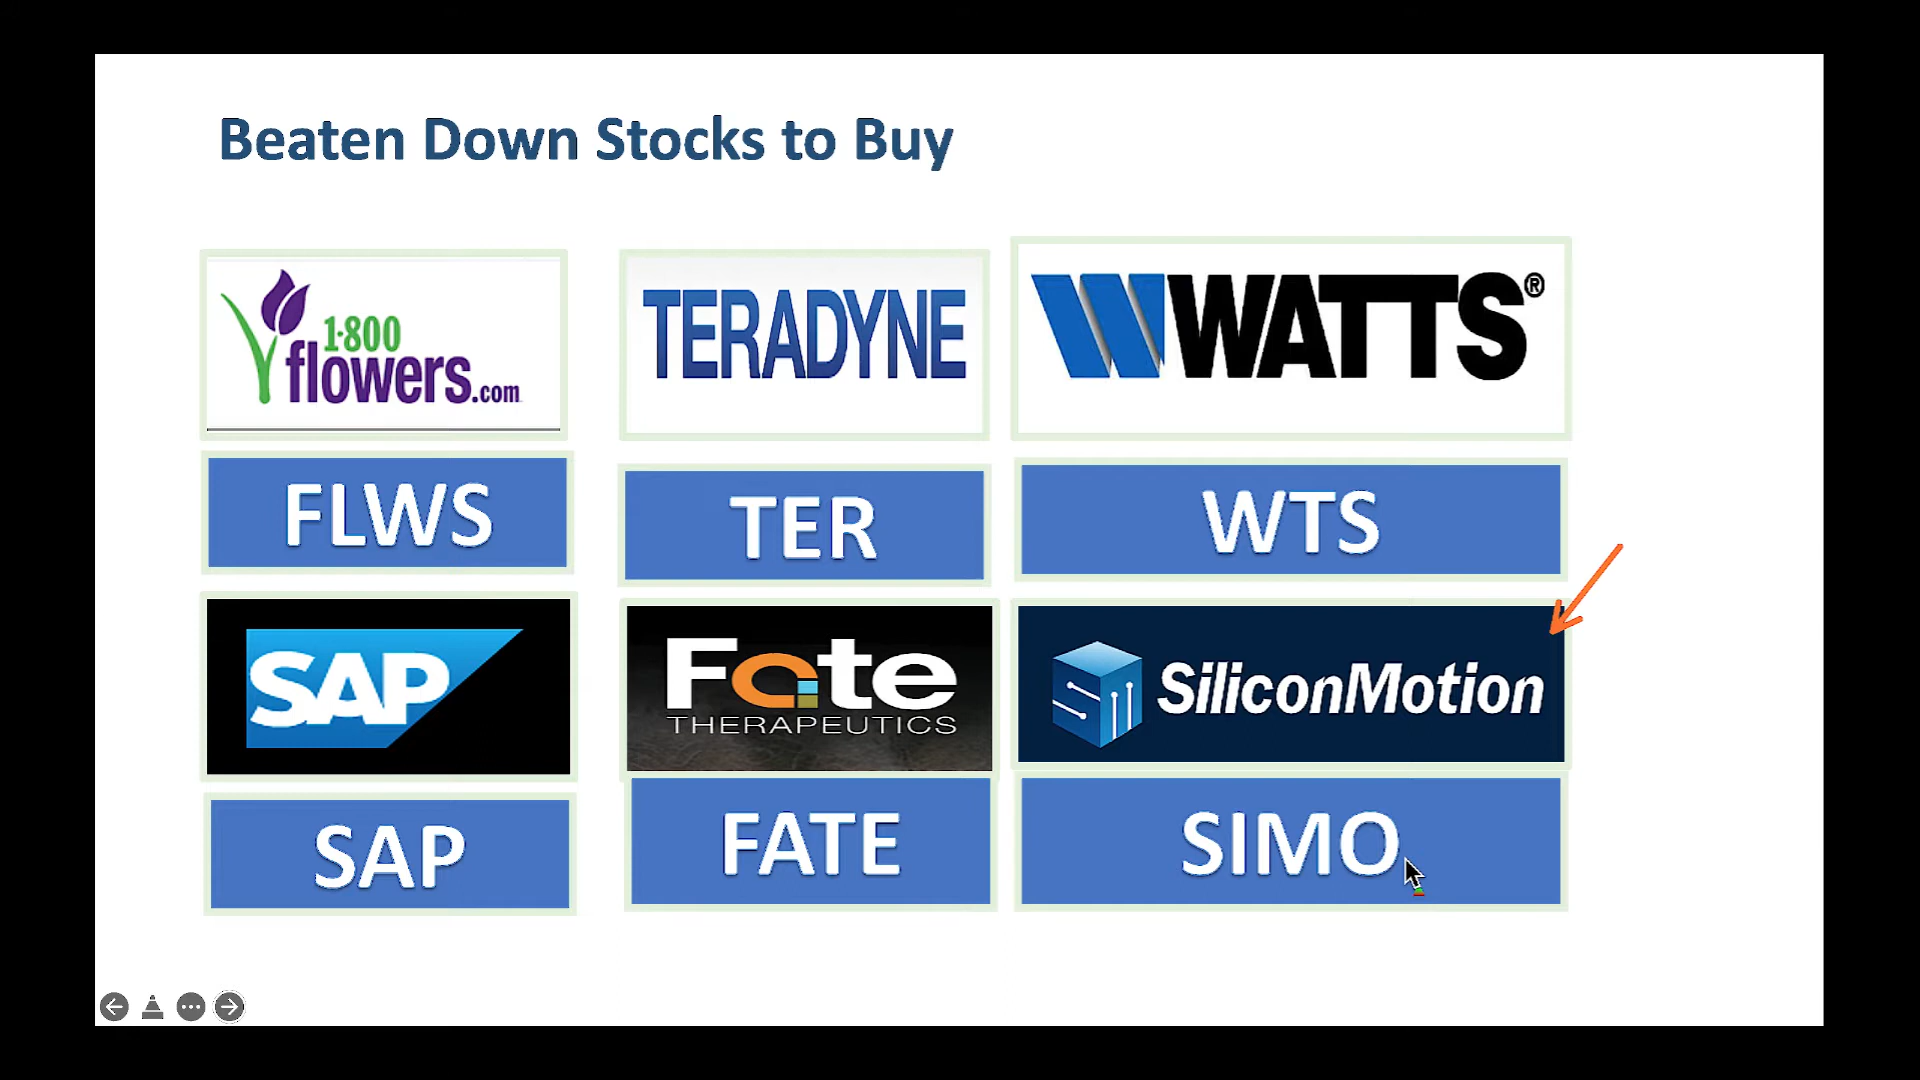 Beaten Down Stocks to Buy
1-800
flowers.com
TERADYNE
WATTS®
FLWS
TER
WTS
SAP
Fate
THERAPEUTICS
SiliconMotion
SAP
FATE
SIMO